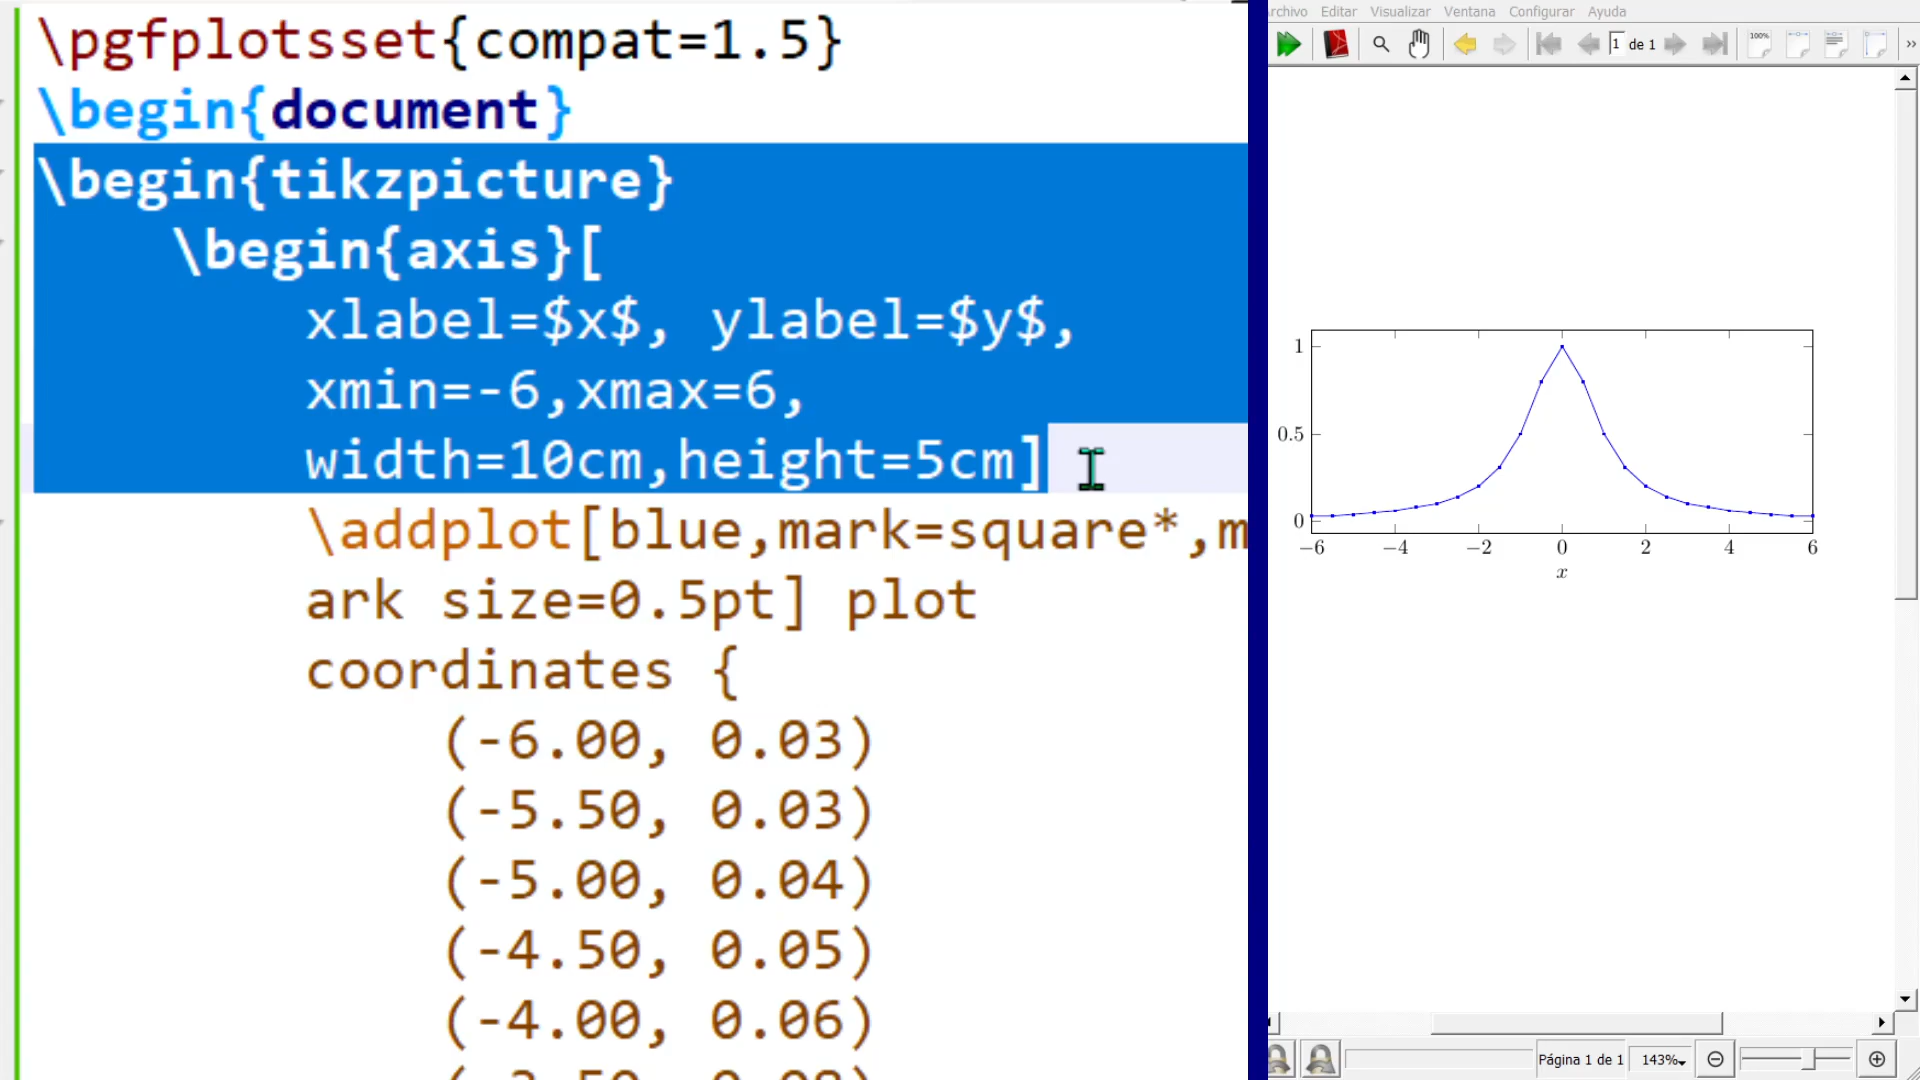 \pgfplotsset{compat=1.5}
\begin{document}
\begin{tikzpicture}
\begin{axis}[
xlabel=$x$, ylabel=$y$,
xmin=-6,xmax=6,
width=10cm,height=5cm]
\addplot[blue,mark=square*,m
ark size=0.5pt] plot
coordinates {
(-6.00, 0.03)
(-5.50, 0.03)
(-5.00, 0.04)
(-4.50, 0.05)
(-4.00, 0.06)
Archivo Editar Visualizar Ventana Configurar Ayuda
1 de 1 100% »
1
0.5
0
−6 −4 −2 0 2 4 6
x
Página 1 de 1 143%